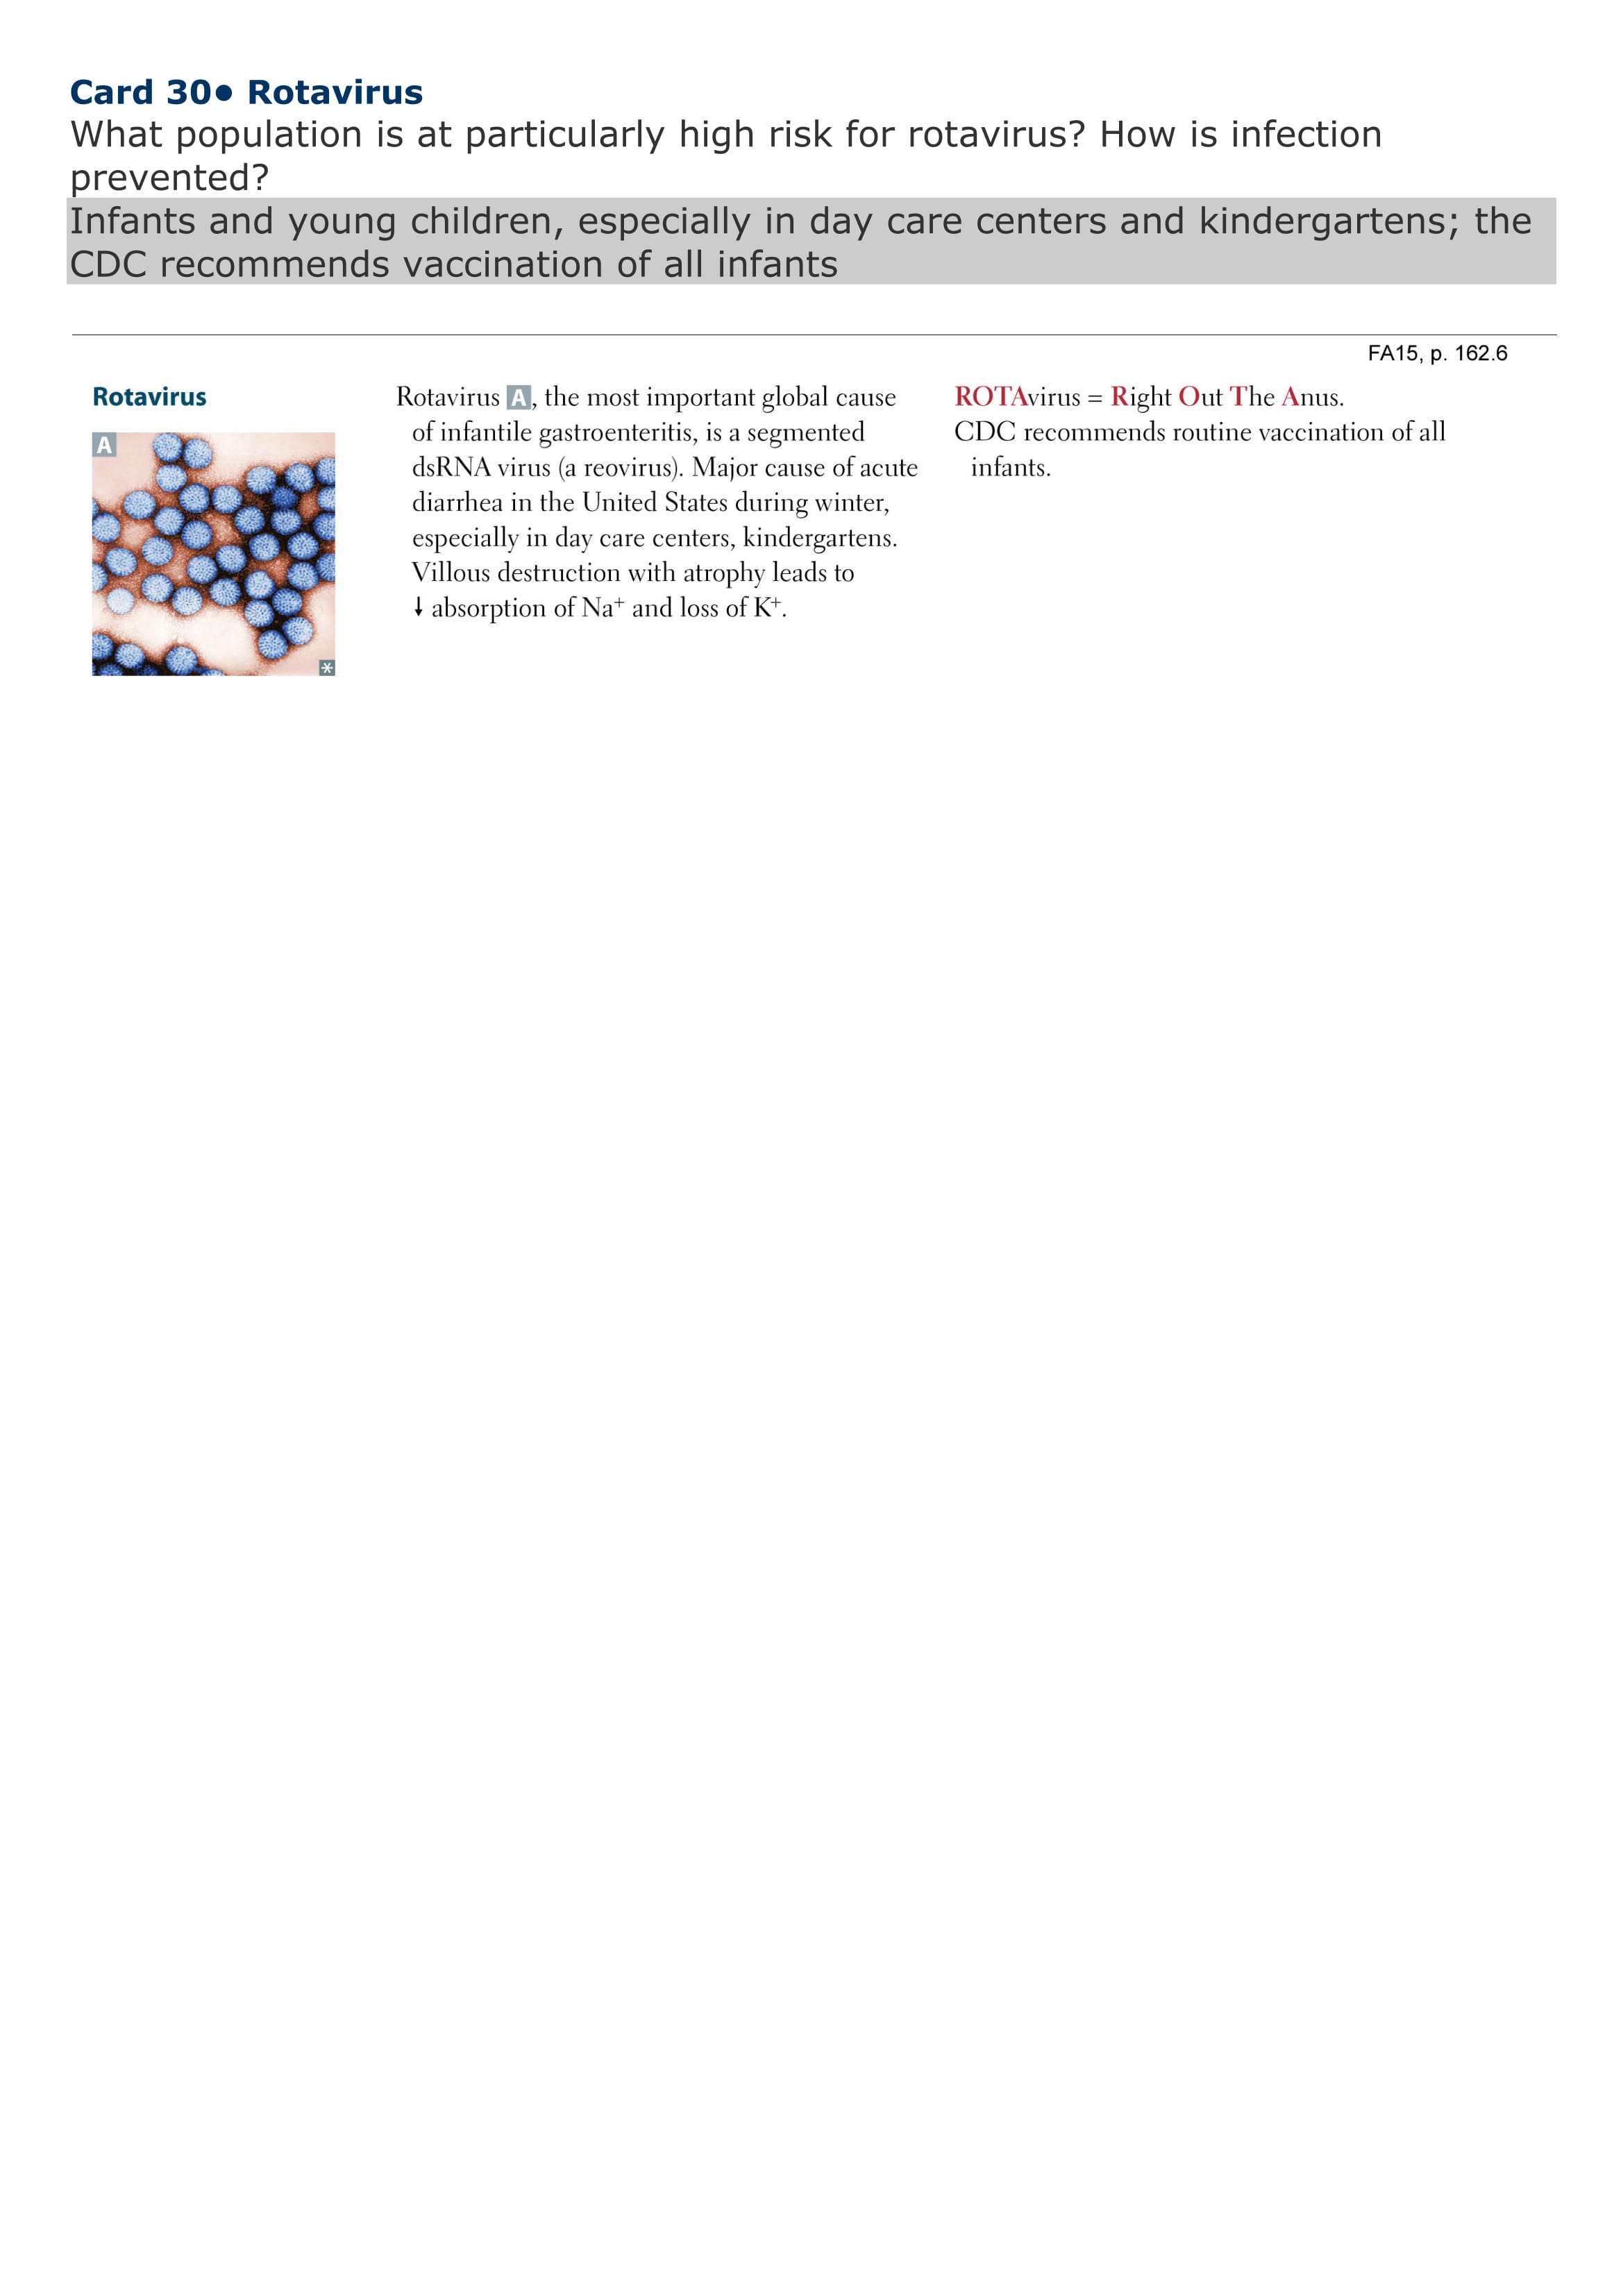 Card 30• Rotavirus
What population is at particularly high risk for rotavirus? How is infection
prevented?
Infants and young children, especially in day care centers and kindergartens; the
CDC recommends vaccination of all infants
FA15, p. 162.6
Rotavirus
A
*
Rotavirus A, the most important global cause
of infantile gastroenteritis, is a segmented
dsRNA virus (a reovirus). Major cause of acute
diarrhea in the United States during winter,
especially in day care centers, kindergartens.
Villous destruction with atrophy leads to
↓ absorption of Na⁺ and loss of K⁺.
ROTAvirus = Right Out The Anus.
CDC recommends routine vaccination of all
infants.